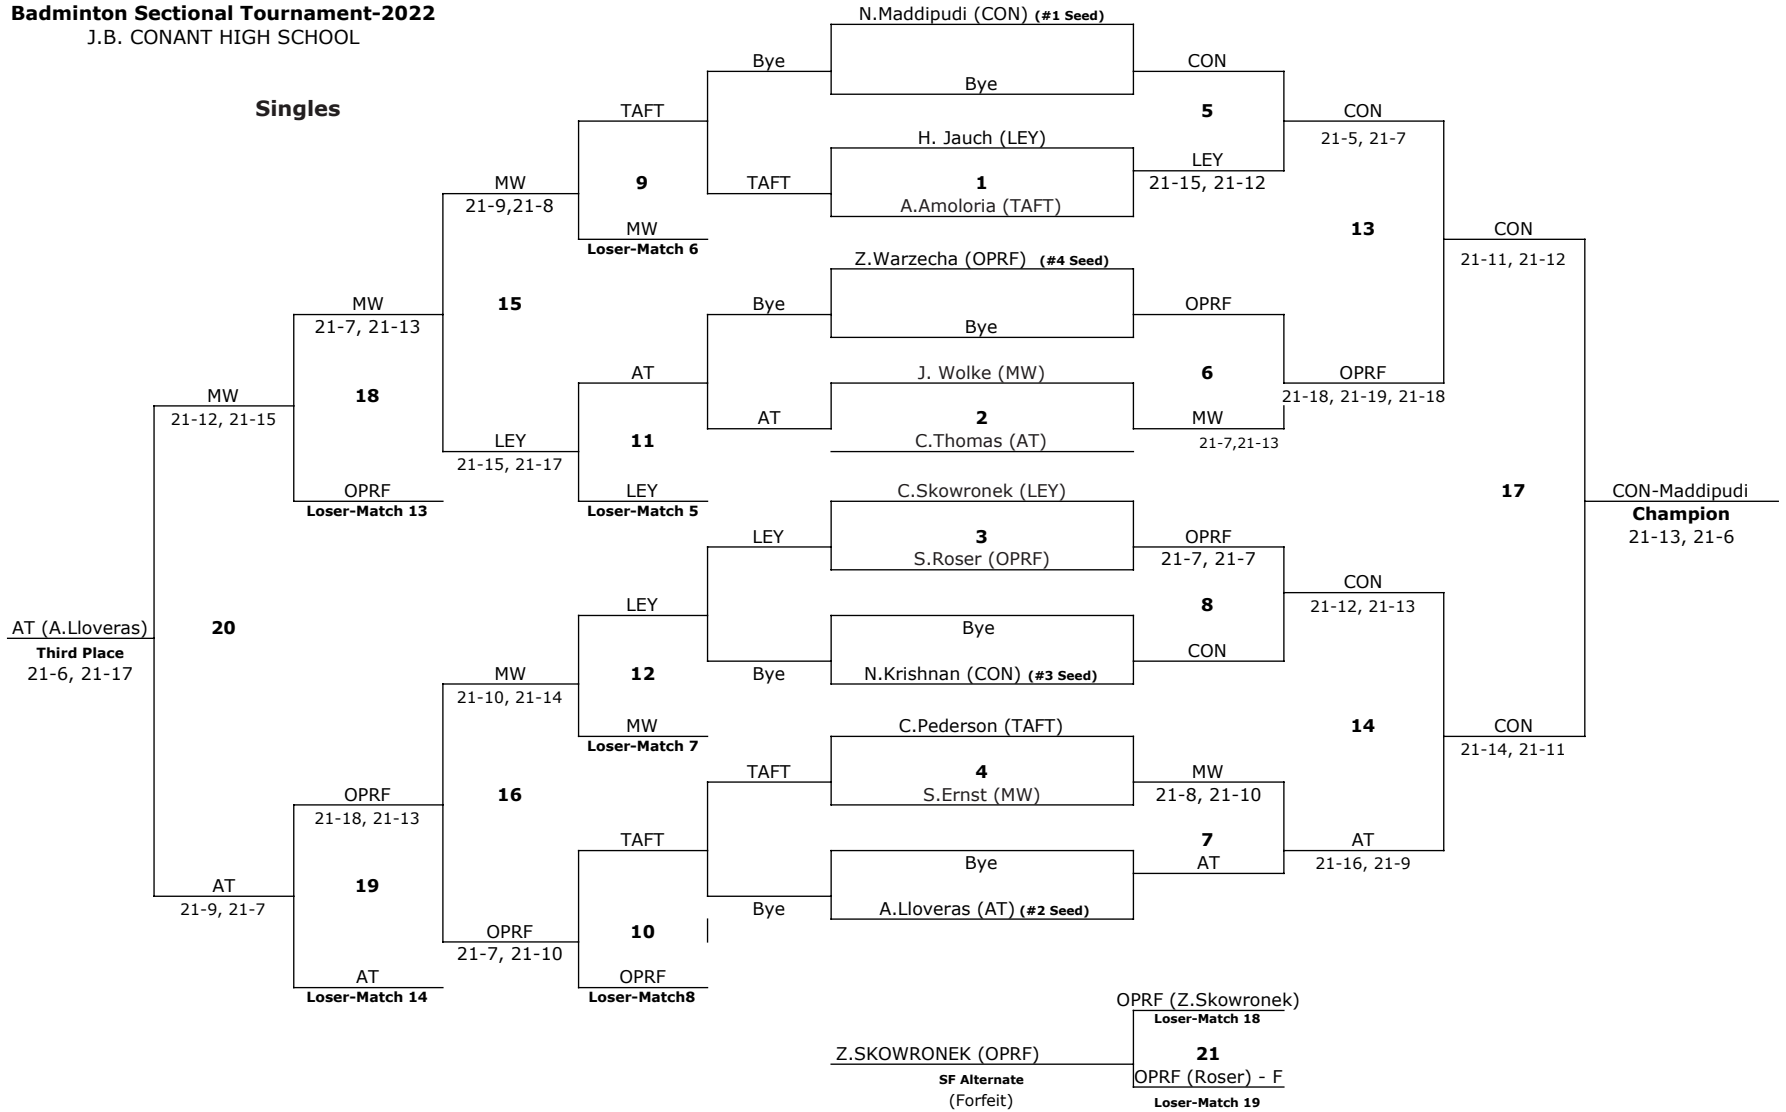 Badminton Sectional Tournament-2022
J.B. CONANT HIGH SCHOOL
Singles
N.Maddipudi (CON) (#1 Seed)
Bye
CON
Bye
TAFT
5
CON
21-5, 21-7
H. Jauch (LEY)
LEY
MW
9
TAFT
1
21-15, 21-12
21-9,21-8
A.Amoloria (TAFT)
MW
13
CON
Loser-Match 6
Z.Warzecha (OPRF) (#4 Seed)
21-11, 21-12
MW
15
Bye
OPRF
21-7, 21-13
Bye
AT
J. Wolke (MW)
6
OPRF
MW
18
21-18, 21-19, 21-18
21-12, 21-15
AT
2
MW
LEY
11
C.Thomas (AT)
21-7,21-13
21-15, 21-17
OPRF
LEY
C.Skowronek (LEY)
17
CON-Maddipudi
Loser-Match 13
Loser-Match 5
Champion
LEY
3
OPRF
21-13, 21-6
S.Roser (OPRF)
21-7, 21-7
CON
LEY
8
21-12, 21-13
AT (A.Lloveras)
20
Bye
Third Place
CON
21-6, 21-17
MW
12
Bye
N.Krishnan (CON) (#3 Seed)
21-10, 21-14
MW
C.Pederson (TAFT)
14
CON
Loser-Match 7
21-14, 21-11
TAFT
4
MW
OPRF
16
S.Ernst (MW)
21-8, 21-10
21-18, 21-13
TAFT
7
AT
Bye
AT
21-16, 21-9
AT
19
21-9, 21-7
Bye
A.Lloveras (AT) (#2 Seed)
OPRF
10
21-7, 21-10
AT
OPRF
Loser-Match 14
Loser-Match8
OPRF (Z.Skowronek)
Loser-Match 18
Z.SKOWRONEK (OPRF)
21
SF Alternate
OPRF (Roser) - F
(Forfeit)
Loser-Match 19